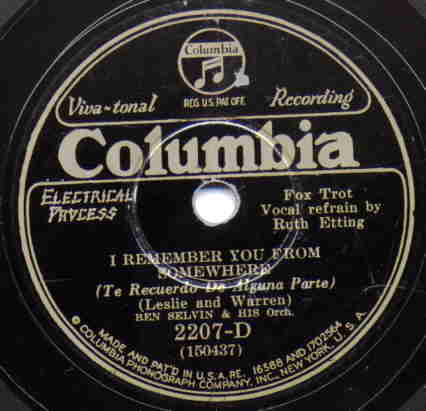 Columbia
REG. U.S. PAT. OFF.
Viva-tonal Recording
Columbia
ELECTRICAL
PROCESS
Fox Trot
Vocal refrain by
Ruth Etting
I REMEMBER YOU FROM
SOMEWHERE
(Te Recuerdo De Alguna Parte)
(Leslie and Warren)
BEN SELVIN & HIS Orch.
2207-D
(150437)
MADE AND PAT'D IN U.S.A. RE. 16588 AND 1702564
© COLUMBIA PHONOGRAPH COMPANY, INC., NEW YORK, U.S.A.